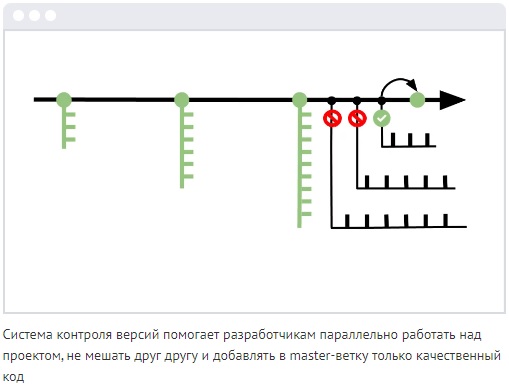 Система контроля версий помогает разработчикам параллельно работать над
проектом, не мешать друг другу и добавлять в master-ветку только качественный
код